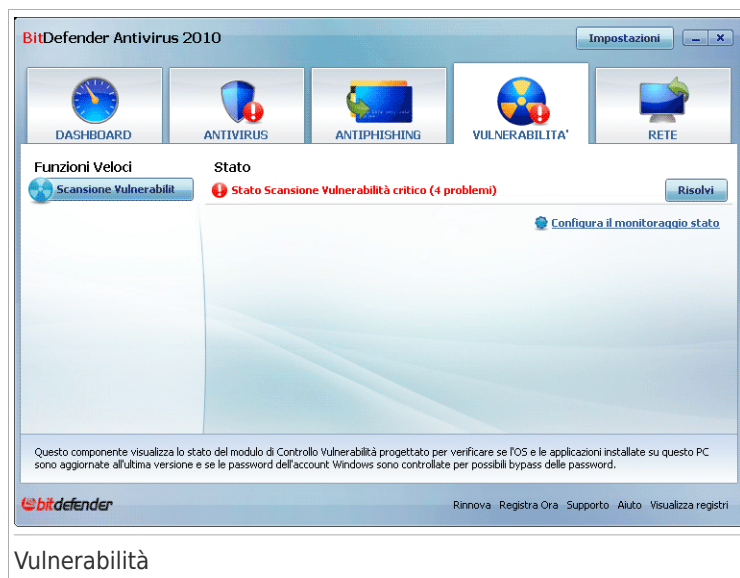 BitDefender Antivirus 2010
Impostazioni
DASHBOARD
ANTIVIRUS
ANTIPHISHING
VULNERABILITA'
RETE
Funzioni Veloci
Scansione Vulnerabilit
Stato
Stato Scansione Vulnerabilità critico (4 problemi)
Risolvi
Configura il monitoraggio stato
Questo componente visualizza lo stato del modulo di Controllo Vulnerabilità progettato per verificare se l'OS e le applicazioni installate su questo PC
sono aggiornate all'ultima versione e se le password dell'account Windows sono controllate per possibili bypass delle password.
bitdefender
Rinnova Registra Ora Supporto Aiuto Visualizza registri
Vulnerabilità